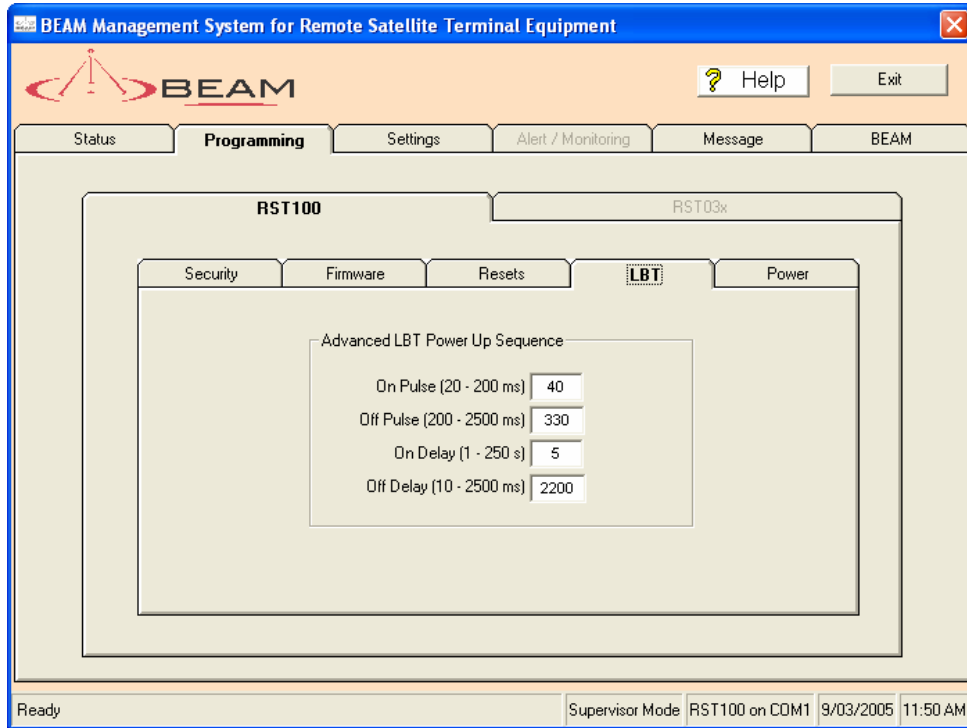 BEAM Management System for Remote Satellite Terminal Equipment
BEAM
? Help Exit
Status Programming Settings Alert / Monitoring Message BEAM
RST100 RST03x
Security Firmware Resets LBT Power
Advanced LBT Power Up Sequence
On Pulse (20 - 200 ms) 40
Off Pulse (200 - 2500 ms) 330
On Delay (1 - 250 s) 5
Off Delay (10 - 2500 ms) 2200
Ready Supervisor Mode RST100 on COM1 9/03/2005 11:50 AM